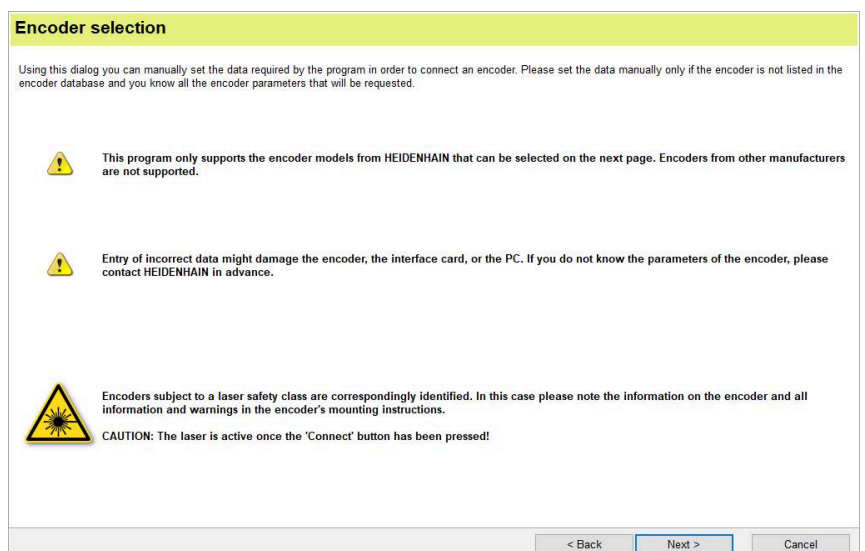 Encoder selection
Using this dialog you can manually set the data required by the program in order to connect an encoder. Please set the data manually only if the encoder is not listed in the
encoder database and you know all the encoder parameters that will be requested.
This program only supports the encoder models from HEIDENHAIN that can be selected on the next page. Encoders from other manufacturers
are not supported.
Entry of incorrect data might damage the encoder, the interface card, or the PC. If you do not know the parameters of the encoder, please
contact HEIDENHAIN in advance.
Encoders subject to a laser safety class are correspondingly identified. In this case please note the information on the encoder and all
information and warnings in the encoder's mounting instructions.
CAUTION: The laser is active once the 'Connect' button has been pressed!
< Back Next > Cancel